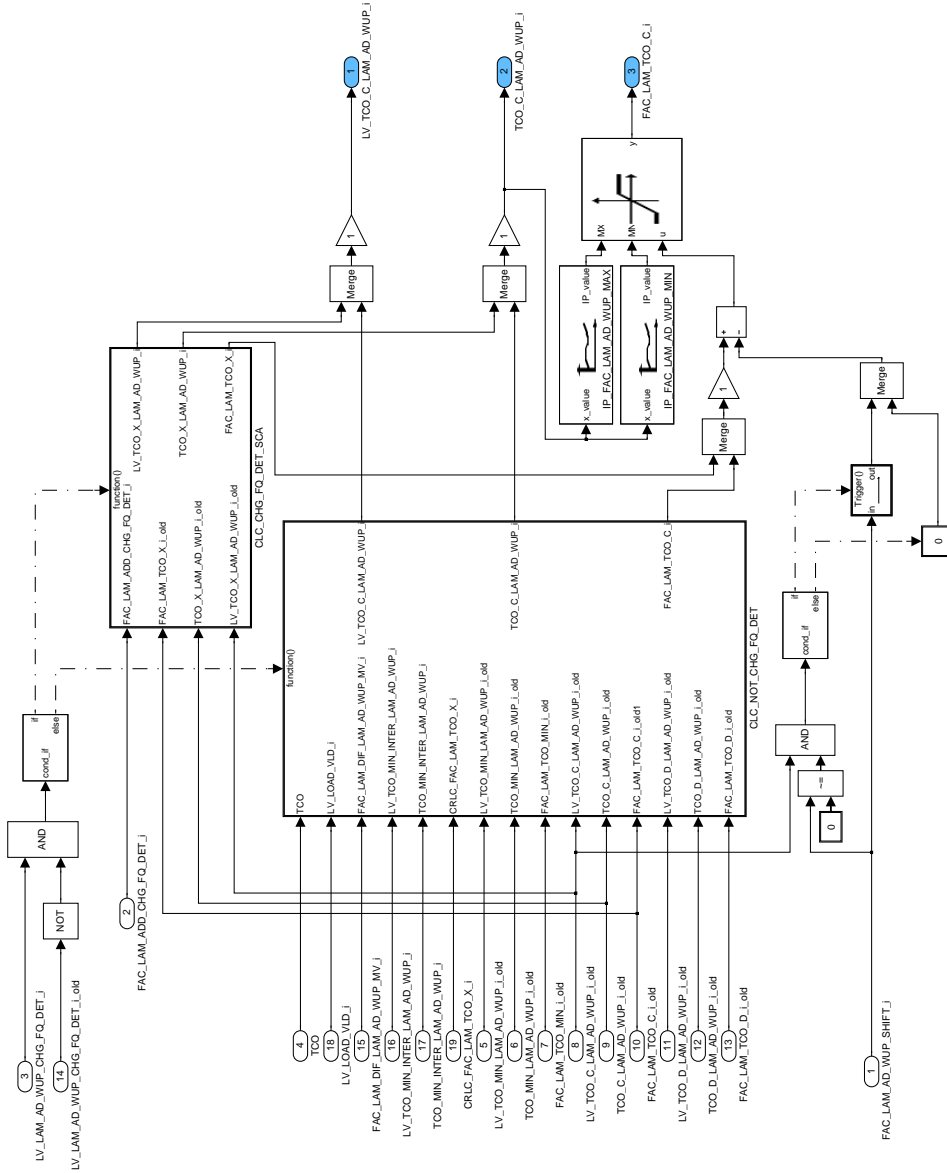 3
LV_LAM_AD_WUP_CHG_FQ_DET_i
14
LV_LAM_AD_WUP_CHG_FQ_DET_i_old
NOT
AND
cond_if
if
else
2
FAC_LAM_ADD_CHG_FQ_DET_i
function()
FAC_LAM_ADD_CHG_FQ_DET_i
FAC_LAM_TCO_X_i_old
TCO_X_LAM_AD_WUP_i_old
LV_TCO_X_LAM_AD_WUP_i_old
LV_TCO_X_LAM_AD_WUP_i
TCO_X_LAM_AD_WUP_i
FAC_LAM_TCO_X_i
CLC_CHG_FQ_DET_SCA
4
TCO
18
LV_LOAD_VLD_i
15
FAC_LAM_DIF_LAM_AD_WUP_MV_i
16
LV_TCO_MIN_INTER_LAM_AD_WUP_i
17
TCO_MIN_INTER_LAM_AD_WUP_i
19
CRLC_FAC_LAM_TCO_X_i
5
LV_TCO_MIN_LAM_AD_WUP_i_old
6
TCO_MIN_LAM_AD_WUP_i_old
7
FAC_LAM_TCO_MIN_i_old
8
LV_TCO_C_LAM_AD_WUP_i_old
9
TCO_C_LAM_AD_WUP_i_old
10
FAC_LAM_TCO_C_i_old
11
LV_TCO_D_LAM_AD_WUP_i_old
12
TCO_D_LAM_AD_WUP_i_old
13
FAC_LAM_TCO_D_i_old
function()
TCO
LV_LOAD_VLD_i
FAC_LAM_DIF_LAM_AD_WUP_MV_i
LV_TCO_MIN_INTER_LAM_AD_WUP_i
TCO_MIN_INTER_LAM_AD_WUP_i
CRLC_FAC_LAM_TCO_X_i
LV_TCO_MIN_LAM_AD_WUP_i_old
TCO_MIN_LAM_AD_WUP_i_old
FAC_LAM_TCO_MIN_i_old
LV_TCO_C_LAM_AD_WUP_i_old
TCO_C_LAM_AD_WUP_i_old
FAC_LAM_TCO_C_i_old1
LV_TCO_D_LAM_AD_WUP_i_old
TCO_D_LAM_AD_WUP_i_old
FAC_LAM_TCO_D_i_old
LV_TCO_C_LAM_AD_WUP_i
TCO_C_LAM_AD_WUP_i
FAC_LAM_TCO_C_i
CLC_NOT_CHG_FQ_DET
Merge
1
1
LV_TCO_C_LAM_AD_WUP_i
Merge
1
2
TCO_C_LAM_AD_WUP_i
x_value
IP_value
IP_FAC_LAM_AD_WUP_MAX
x_value
IP_value
IP_FAC_LAM_AD_WUP_MIN
MX
MN
u
y
3
FAC_LAM_TCO_C_i
Merge
1
+
-
1
FAC_LAM_AD_WUP_SHIFT_i
0
~=
AND
cond_if
if
else
Trigger()
in
out
0
Merge